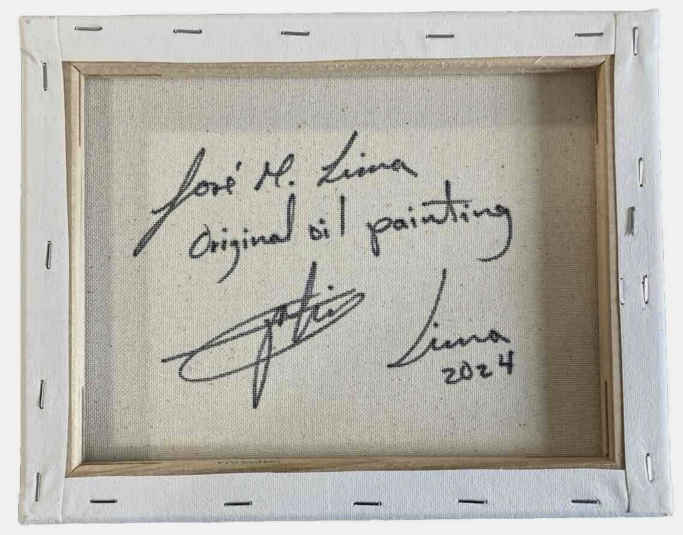 José M. Lima
Original oil painting
Lima
2024